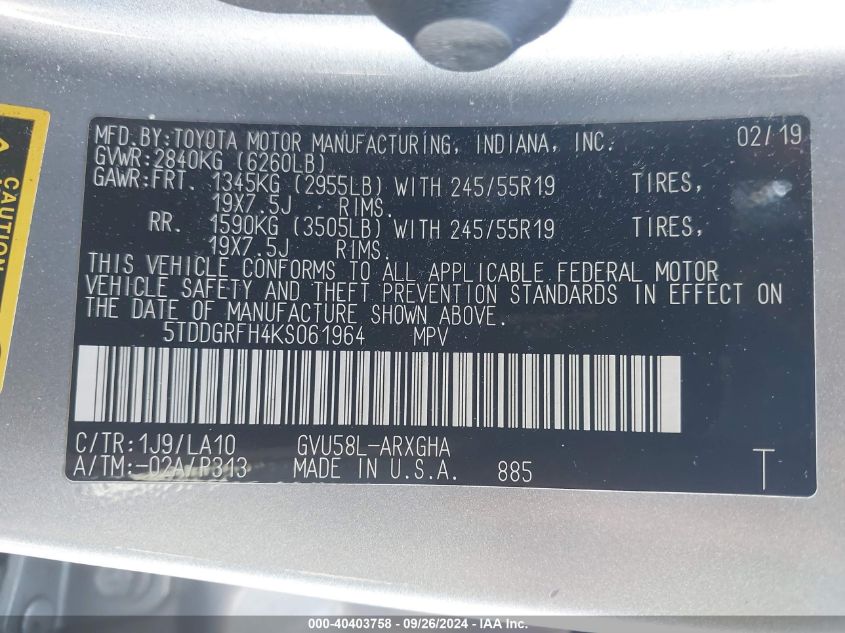 CAUTION
MFD.BY:TOYOTA MOTOR MANUFACTURING, INDIANA, INC. 02/19
GVWR:2840KG (6260LB)
GAWR:FRT. 1345KG (2955LB) WITH 245/55R19 TIRES,
19X7.5J RIMS.
RR. 1590KG (3505LB) WITH 245/55R19 TIRES,
19X7.5J RIMS.
THIS VEHICLE CONFORMS TO ALL APPLICABLE FEDERAL MOTOR
VEHICLE SAFETY AND THEFT PREVENTION STANDARDS IN EFFECT ON
THE DATE OF MANUFACTURE SHOWN ABOVE.
5TDDGRFH4KS061964 MPV
C/TR:1J9/LA10 GVU58L-ARXGHA
A/TM:-02A/P313 MADE IN U.S.A. 885 T
000-40403758 - 09/26/2024 - IAA Inc.